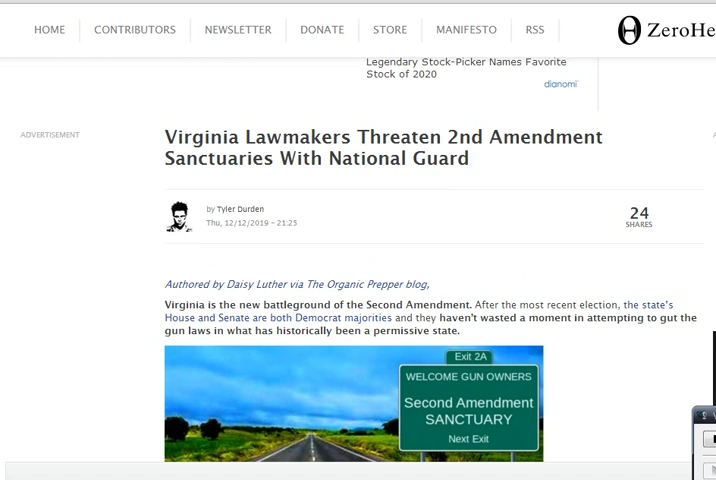 HOME CONTRIBUTORS NEWSLETTER DONATE STORE MANIFESTO RSS
ZeroHe
Legendary Stock-Picker Names Favorite
Stock of 2020
dianomi
ADVERTISEMENT
Virginia Lawmakers Threaten 2nd Amendment
Sanctuaries With National Guard
by Tyler Durden
Thu, 12/12/2019 - 21:25
24
SHARES
Authored by Daisy Luther via The Organic Prepper blog,
Virginia is the new battleground of the Second Amendment. After the most recent election, the state's
House and Senate are both Democrat majorities and they haven't wasted a moment in attempting to gut the
gun laws in what has historically been a permissive state.
Exit 2A
WELCOME GUN OWNERS
Second Amendment
SANCTUARY
Next Exit